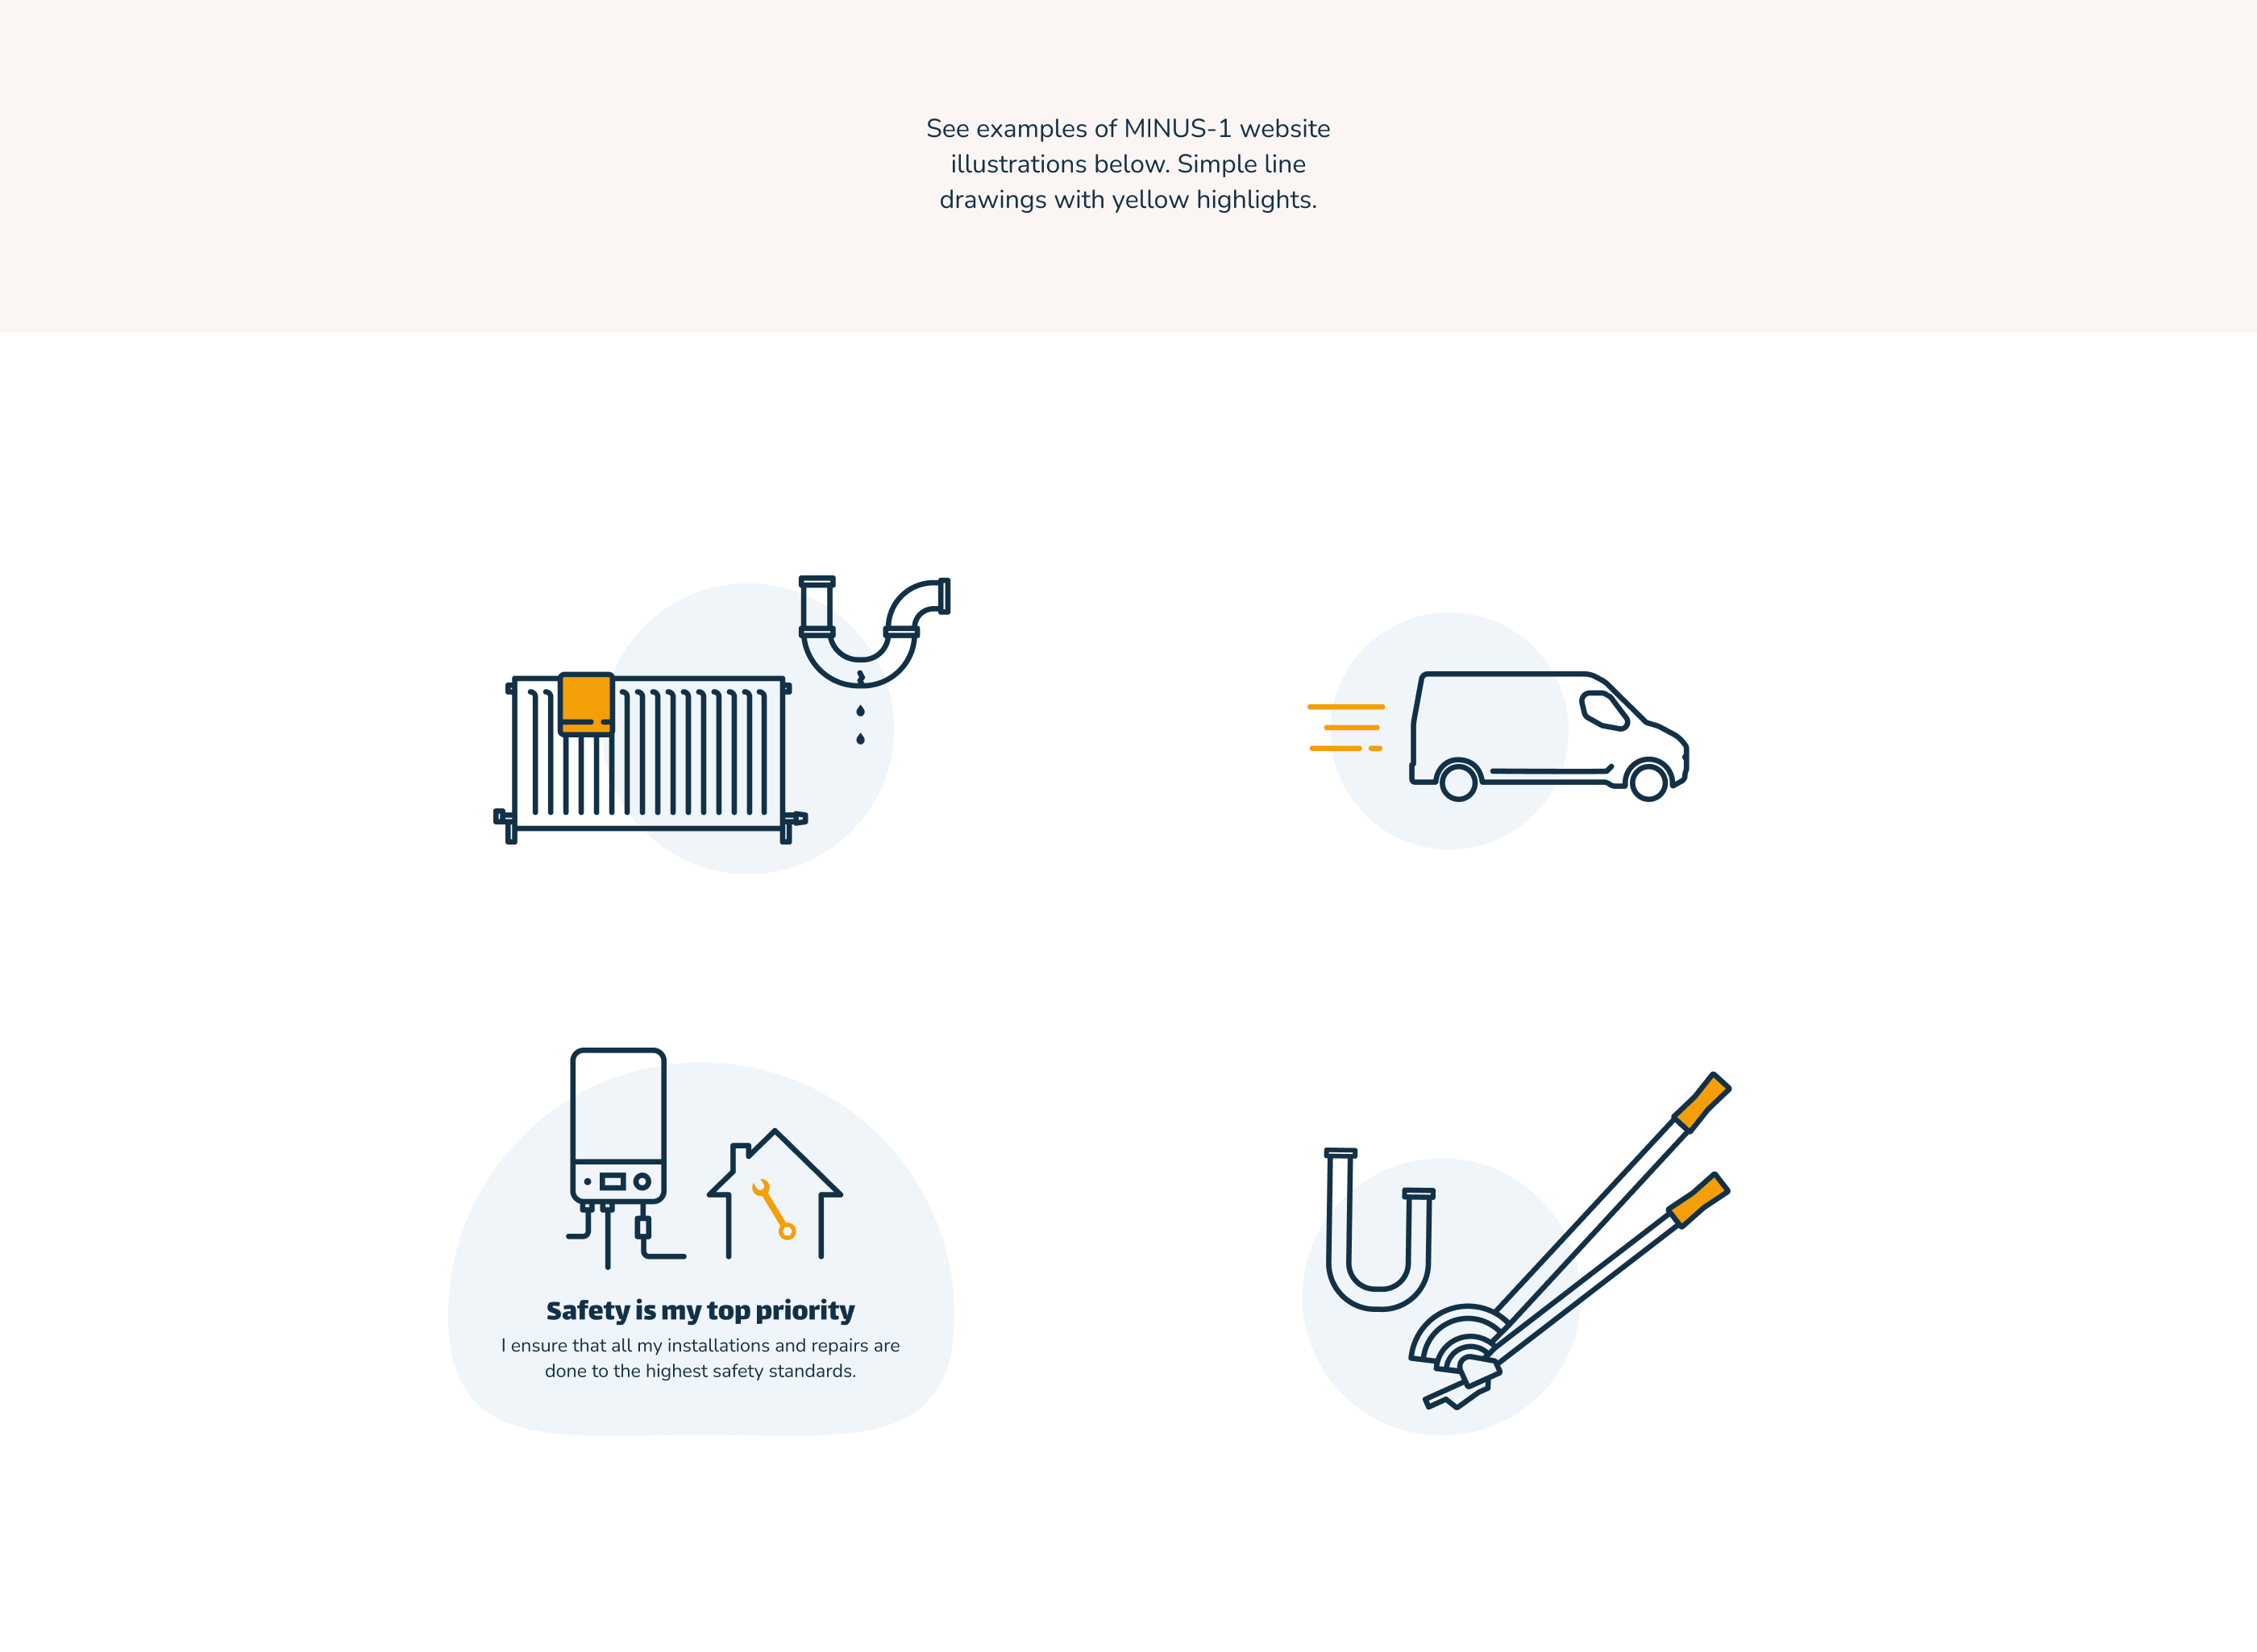 See examples of MINUS-1 website
illustrations below. Simple line
drawings with yellow highlights.
Safety is my top priority
I ensure that all my installations and repairs are
done to the highest safety standards.